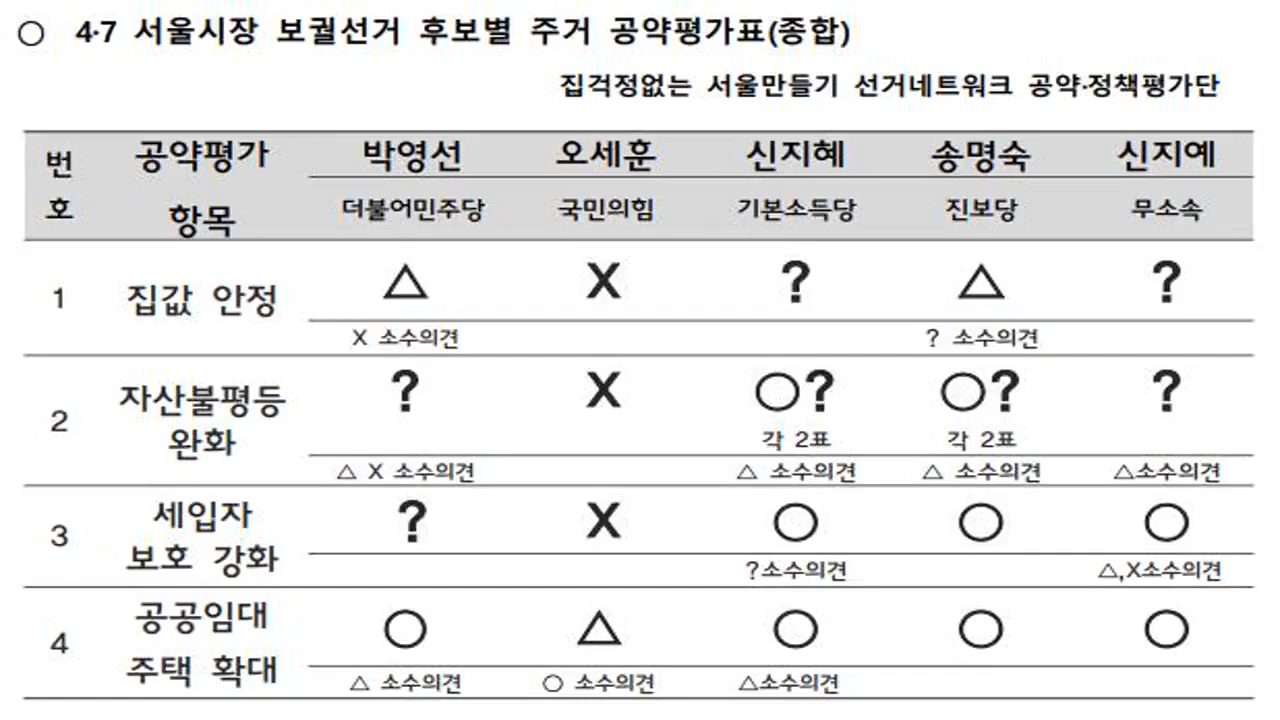 ○ 4·7 서울시장 보궐선거 후보별 주거 공약평가표(종합)
집걱정없는 서울만들기 선거네트워크 공약·정책평가단
번호 공약평가 항목 박영선 오세훈 신지혜 송명숙 신지예
더불어민주당 국민의힘 기본소득당 진보당 무소속
1 집값 안정 △ X ? △ ?
X 소수의견 ? 소수의견
2 자산불평등 완화 ? X ○? ○? ?
각 2표 각 2표
△ X 소수의견 △ 소수의견 △ 소수의견 △소수의견
3 세입자 보호 강화 ? X ○ ○ ○
?소수의견 △,X소수의견
4 공공임대 주택 확대 ○ △ ○ ○ ○
△ 소수의견 ○ 소수의견 △소수의견